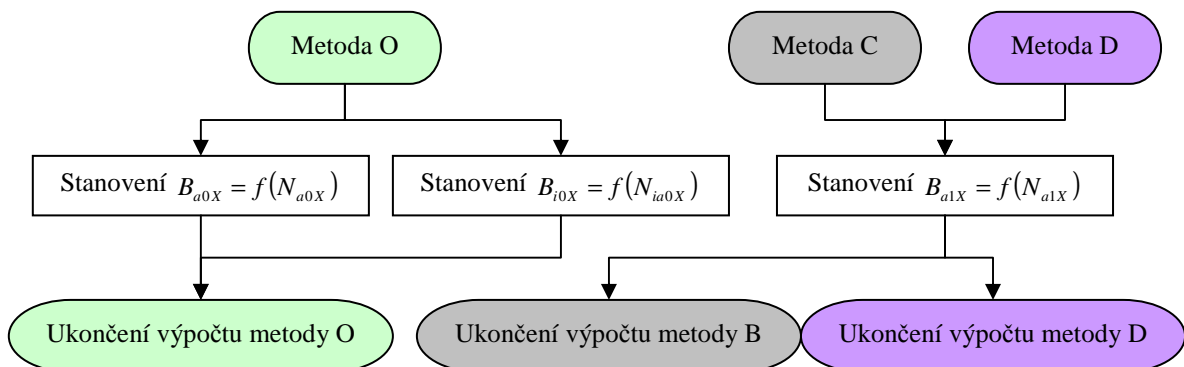 Metoda O
Metoda C
Metoda D
Stanovení B_{a0X} = f(N_{a0X})
Stanovení B_{i0X} = f(N_{ia0X})
Stanovení B_{a1X} = f(N_{a1X})
Ukončení výpočtu metody O
Ukončení výpočtu metody B
Ukončení výpočtu metody D